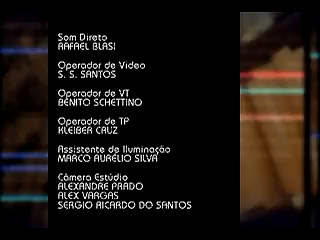 Som Direto
RAFAEL BLASI
Operador de Vídeo
S. S. SANTOS
Operador de VT
BENITO SCHETTINO
Operador de TP
KLEIBER CRUZ
Assistente de Iluminação
MARCO AURÉLIO SILVA
Câmera Estúdio
ALEXANDRE PRADO
ALEX VARGAS
SERGIO RICARDO DO SANTOS